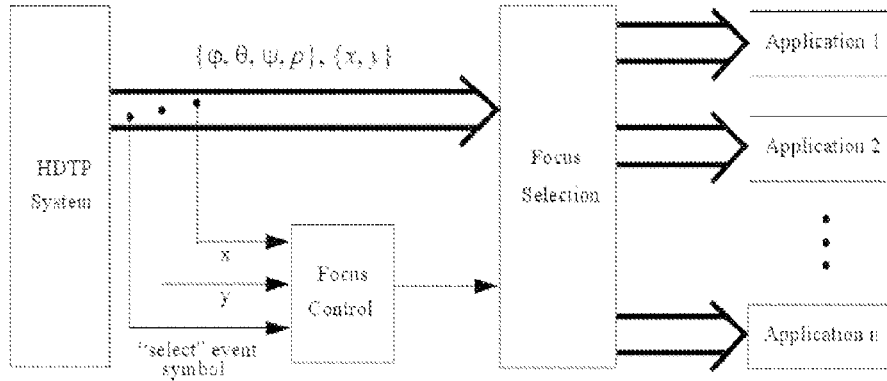 {φ, θ, ψ, ρ}, {x, y}
HDTP
System
Focus
Selection
Application 1
Application 2
Application n
x
y
"select" event
symbol
Focus
Control